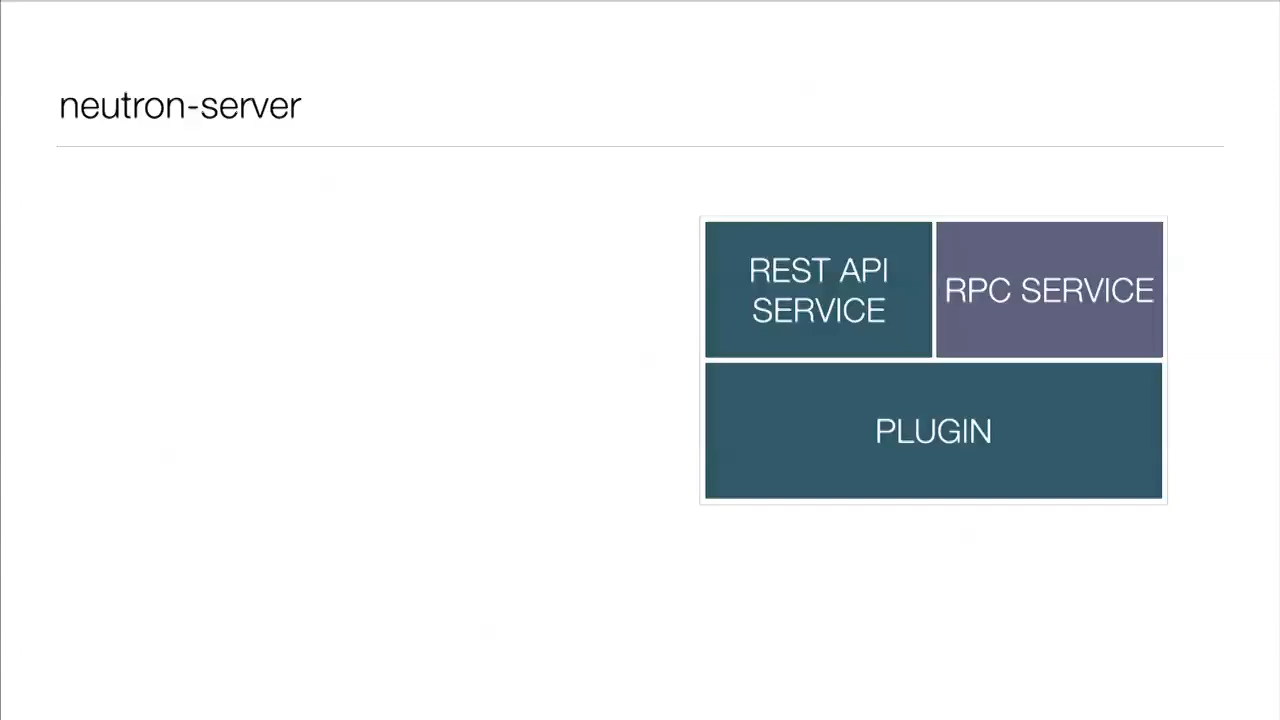 neutron-server
REST API
SERVICE
RPC SERVICE
PLUGIN